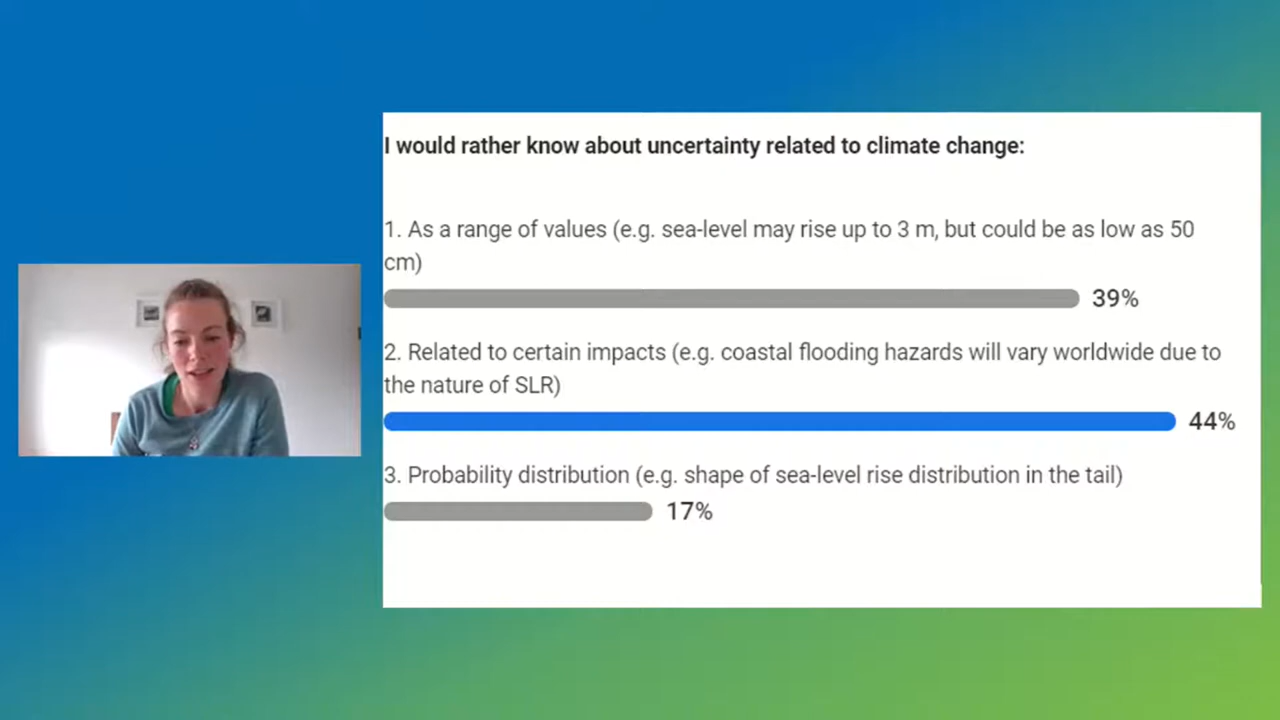 I would rather know about uncertainty related to climate change:
1. As a range of values (e.g. sea-level may rise up to 3 m, but could be as low as 50
cm)
39%
2. Related to certain impacts (e.g. coastal flooding hazards will vary worldwide due to
the nature of SLR)
44%
3. Probability distribution (e.g. shape of sea-level rise distribution in the tail)
17%